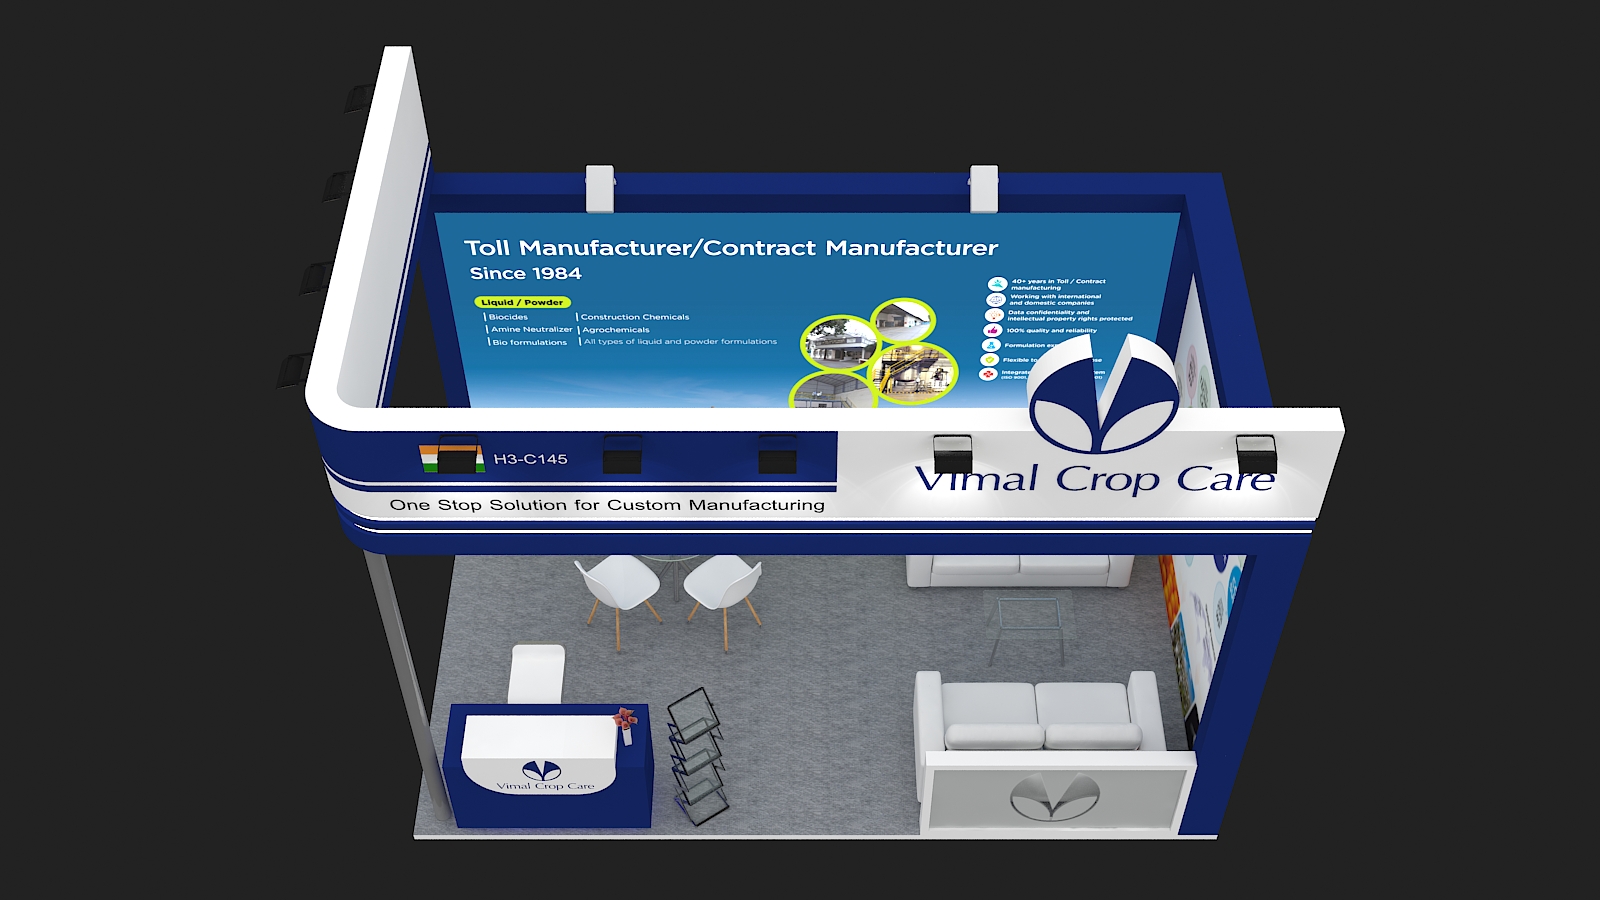 Toll Manufacturer/Contract Manufacturer
Since 1984
Liquid / Powder
Biocides
Construction Chemicals
Amine Neutralizer
Agrochemicals
Bio formulations
All types of liquid and powder formulations
40+ years in Toll / Contract
manufacturing
Working with international
and domestic companies
Data confidentiality and
intellectual property rights protected
100% quality and reliability
Formulation
Flexible
H3-C145
One Stop Solution for Custom Manufacturing
Vimal Crop Care
Vimal Crop Care